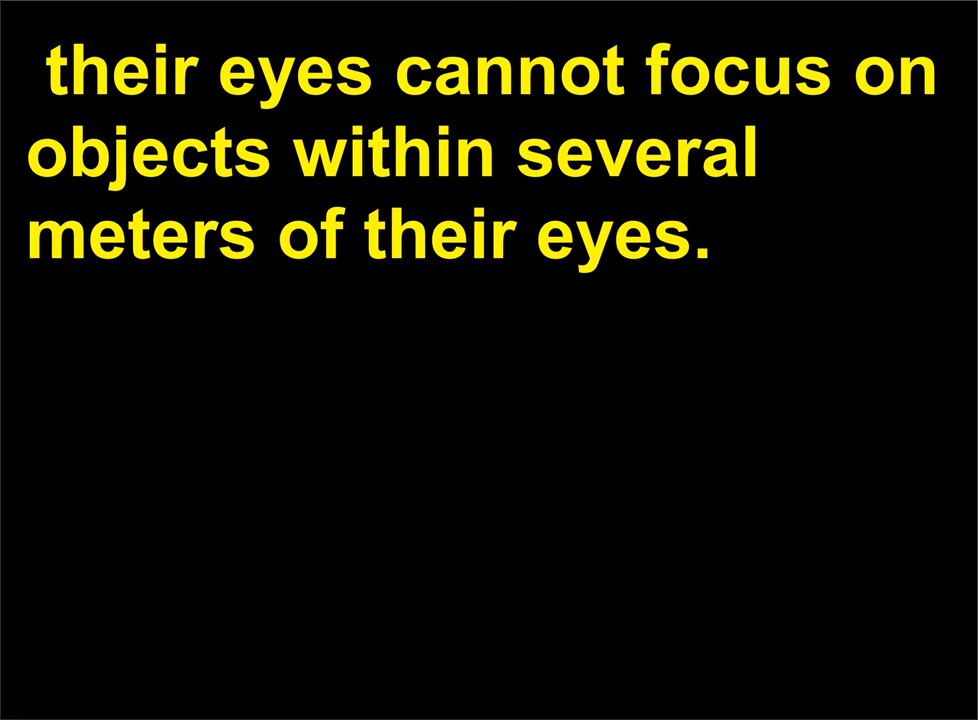 their eyes cannot focus on
objects within several
meters of their eyes.